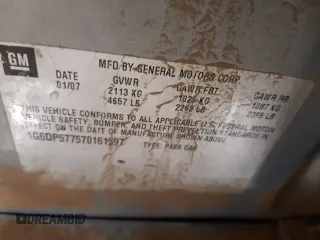 GM
MFD BY GENERAL MOTORS CORP
DATE GVWR GAWR FRT GAWR RR
01/07 2113 KG 1026 KG 1087 KG
4657 LB 2262 LB 2395 LB
THIS VEHICLE CONFORMS TO ALL APPLICABLE U.S. FEDERAL MOTOR
VEHICLE SAFETY, BUMPER, AND THEFT PREVENTION STANDARDS IN
EFFECT ON THE DATE OF MANUFACTURE SHOWN ABOVE.
1G6DP577570161597 TYPE: PASS CAR
AUTOBIDMASTER